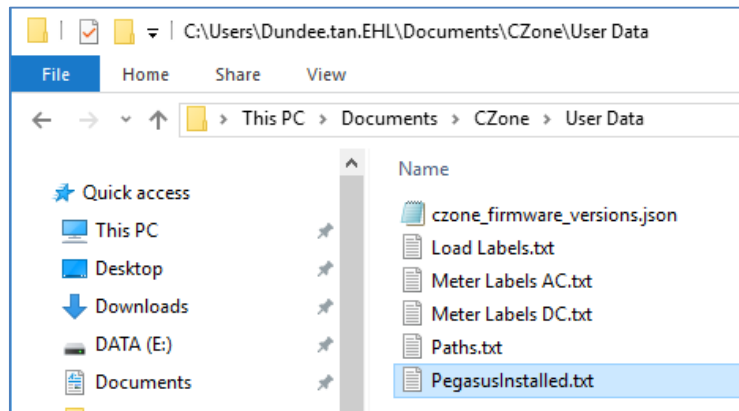 C:\Users\Dundee.tan.EHL\Documents\CZone\User Data
File Home Share View
This PC > Documents > CZone > User Data
Name
Quick access
This PC
Desktop
Downloads
DATA (E:)
Documents
czone_firmware_versions.json
Load Labels.txt
Meter Labels AC.txt
Meter Labels DC.txt
Paths.txt
PegasusInstalled.txt